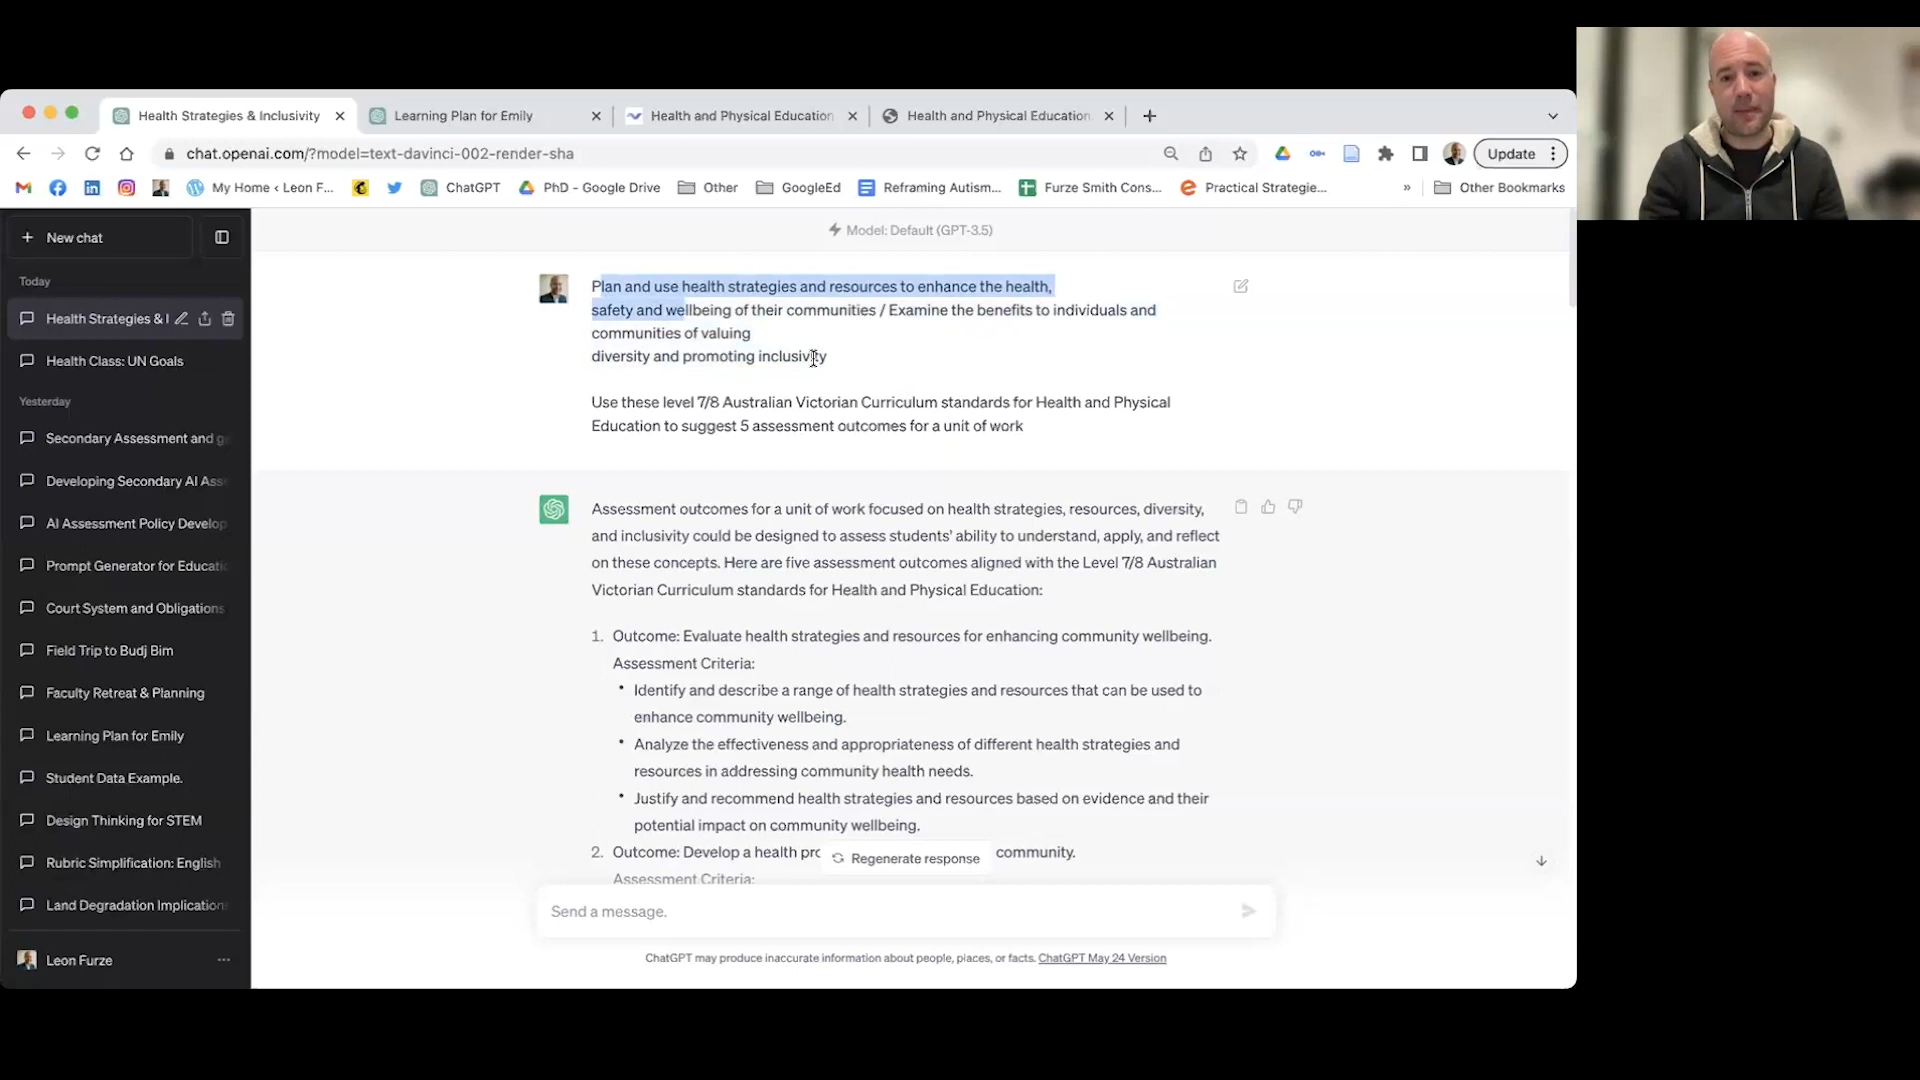 Health Strategies & Inclusivity
Learning Plan for Emily
Health and Physical Education
Health and Physical Education
chat.openai.com/?model=text-davinci-002-render-sha
Update
My Home ‹ Leon F...
ChatGPT
PhD - Google Drive
Other
GoogleEd
Reframing Autism...
Furze Smith Cons...
Practical Strategie...
»
Other Bookmarks
New chat
Today
Health Strategies & I
Health Class: UN Goals
Yesterday
Secondary Assessment and g
Developing Secondary AI Ass
AI Assessment Policy Develop
Prompt Generator for Educati
Court System and Obligations
Field Trip to Budj Bim
Faculty Retreat & Planning
Learning Plan for Emily
Student Data Example.
Design Thinking for STEM
Rubric Simplification: English
Land Degradation Implication
Leon Furze
Model: Default (GPT-3.5)
Plan and use health strategies and resources to enhance the health,
safety and wellbeing of their communities / Examine the benefits to individuals and
communities of valuing
diversity and promoting inclusivity
Use these level 7/8 Australian Victorian Curriculum standards for Health and Physical
Education to suggest 5 assessment outcomes for a unit of work
Assessment outcomes for a unit of work focused on health strategies, resources, diversity,
and inclusivity could be designed to assess students' ability to understand, apply, and reflect
on these concepts. Here are five assessment outcomes aligned with the Level 7/8 Australian
Victorian Curriculum standards for Health and Physical Education:
1. Outcome: Evaluate health strategies and resources for enhancing community wellbeing.
Assessment Criteria:
• Identify and describe a range of health strategies and resources that can be used to
enhance community wellbeing.
• Analyze the effectiveness and appropriateness of different health strategies and
resources in addressing community health needs.
• Justify and recommend health strategies and resources based on evidence and their
potential impact on community wellbeing.
2. Outcome: Develop a health pro community.
Regenerate response
Assessment Criteria:
Send a message.
ChatGPT may produce inaccurate information about people, places, or facts. ChatGPT May 24 Version